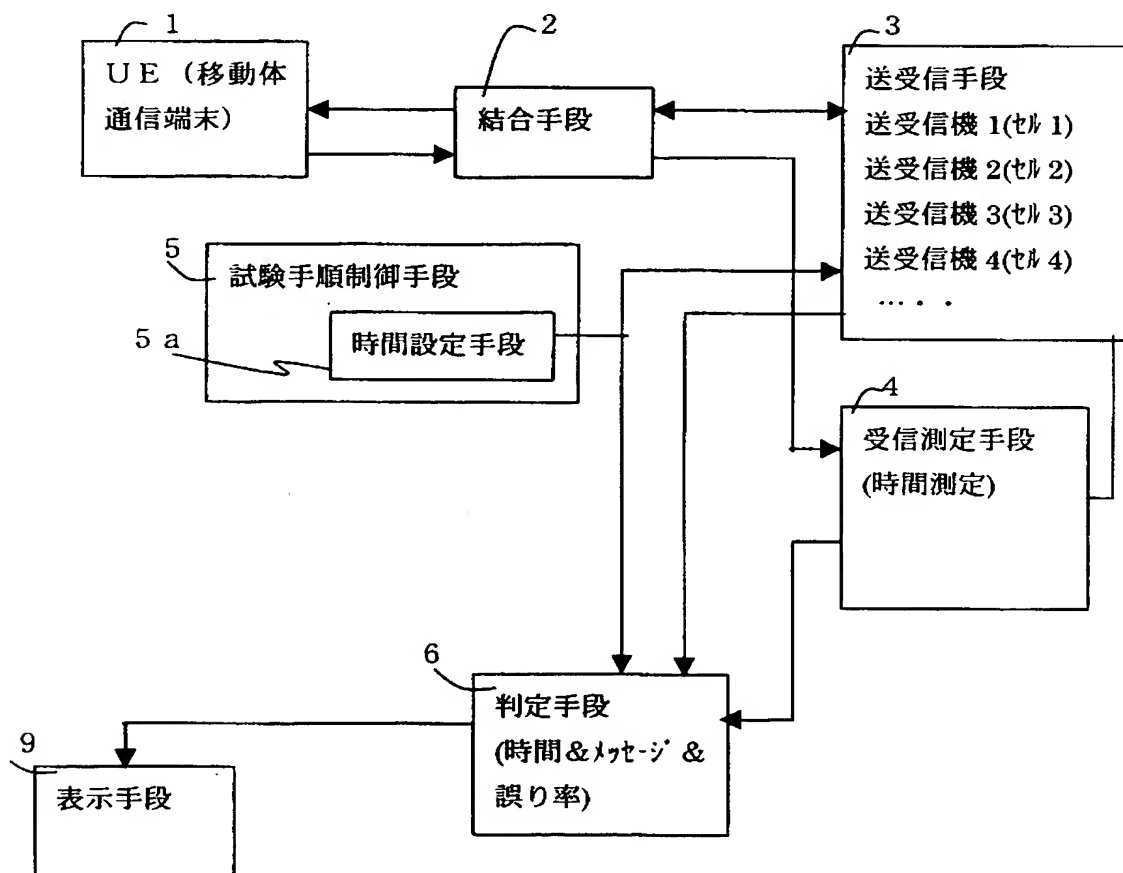 1
UE（移動体
通信端末）
2
結合手段
3
送受信手段
送受信機1(ｾﾙ1)
送受信機2(ｾﾙ2)
送受信機3(ｾﾙ3)
送受信機4(ｾﾙ4)
…・・
5
試験手順制御手段
5a
時間設定手段
4
受信測定手段
(時間測定)
6
判定手段
(時間&ﾒｯｾｰｼﾞ&
誤り率)
9
表示手段